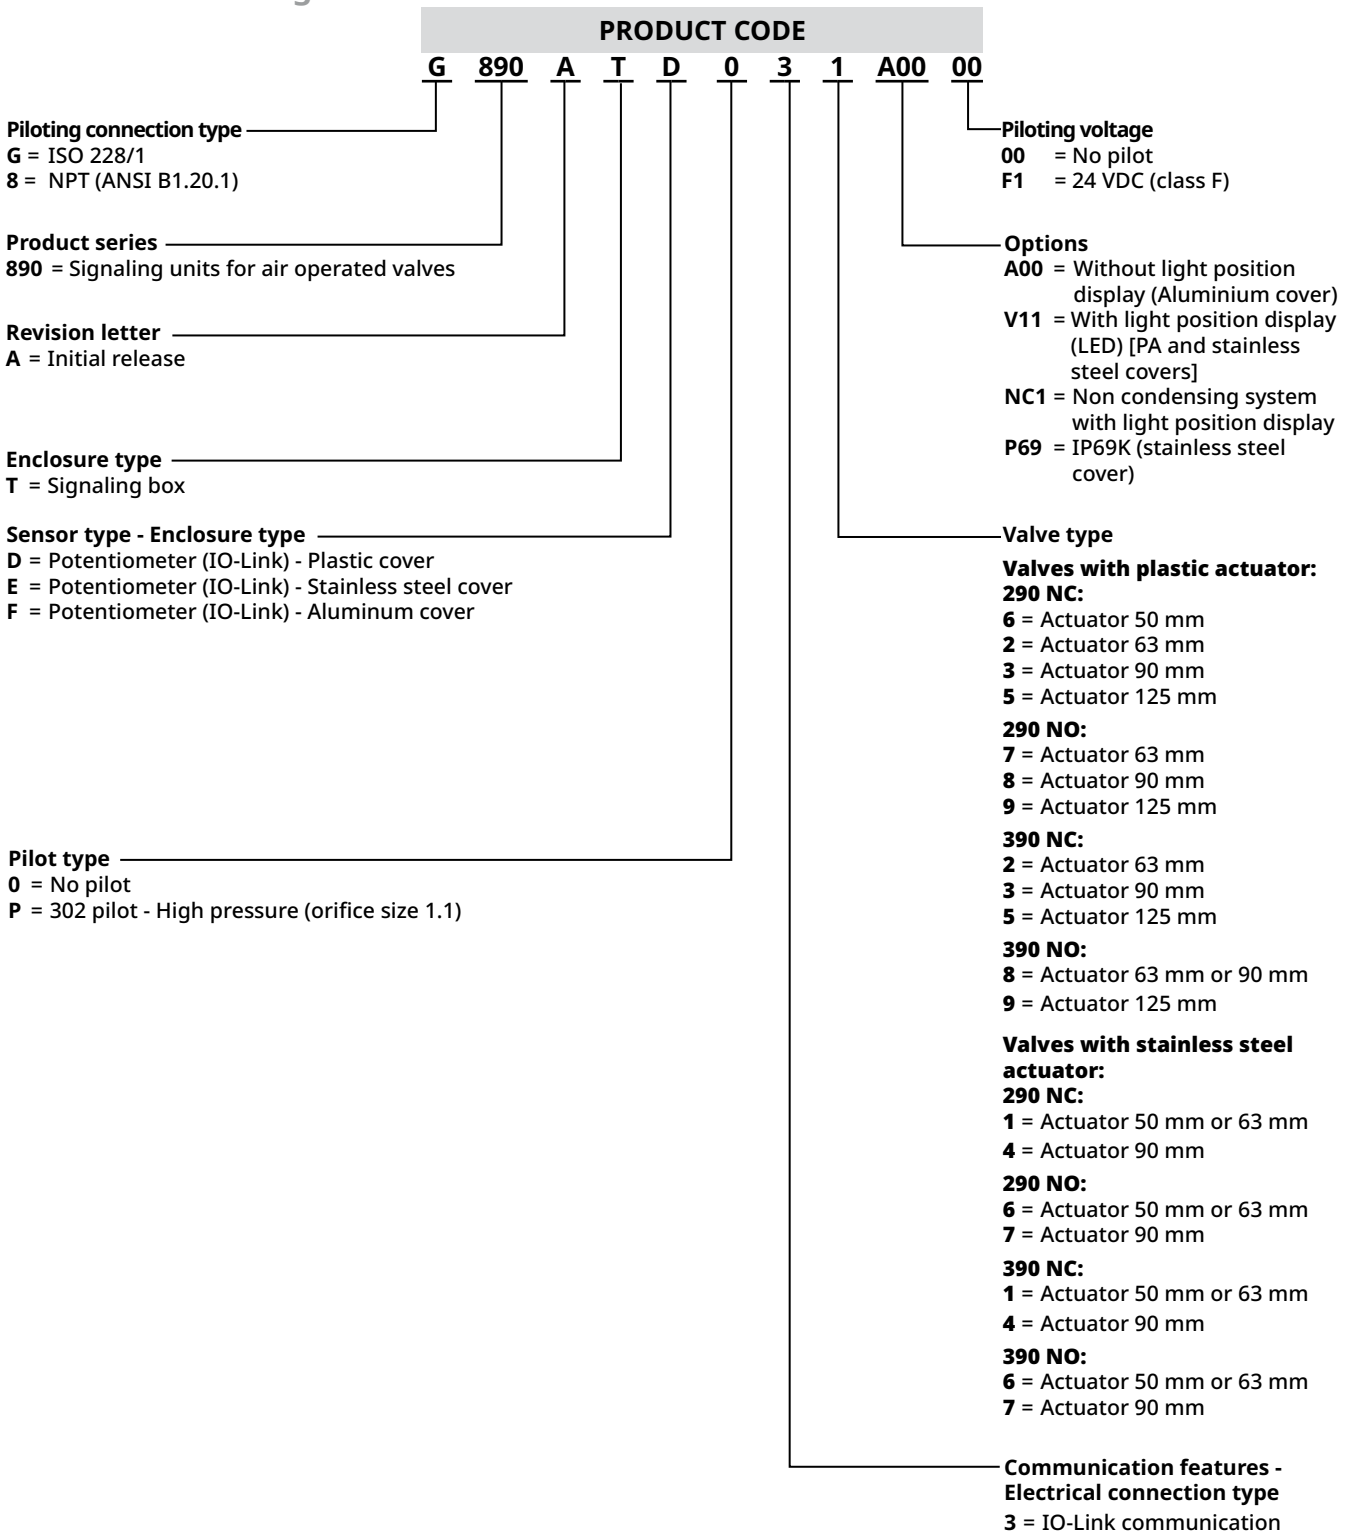 PRODUCT CODE
G 890 A T D 0 3 1 A00 00
Piloting connection type
G = ISO 228/1
8 = NPT (ANSI B1.20.1)
Product series
890 = Signaling units for air operated valves
Revision letter
A = Initial release
Enclosure type
T = Signaling box
Sensor type - Enclosure type
D = Potentiometer (IO-Link) - Plastic cover
E = Potentiometer (IO-Link) - Stainless steel cover
F = Potentiometer (IO-Link) - Aluminum cover
Pilot type
0 = No pilot
P = 302 pilot - High pressure (orifice size 1.1)
Piloting voltage
00 = No pilot
F1 = 24 VDC (class F)
Options
A00 = Without light position
display (Aluminium cover)
V11 = With light position display
(LED) [PA and stainless
steel covers]
NC1 = Non condensing system
with light position display
P69 = IP69K (stainless steel
cover)
Valve type
Valves with plastic actuator:
290 NC:
6 = Actuator 50 mm
2 = Actuator 63 mm
3 = Actuator 90 mm
5 = Actuator 125 mm
290 NO:
7 = Actuator 63 mm
8 = Actuator 90 mm
9 = Actuator 125 mm
390 NC:
2 = Actuator 63 mm
3 = Actuator 90 mm
5 = Actuator 125 mm
390 NO:
8 = Actuator 63 mm or 90 mm
9 = Actuator 125 mm
Valves with stainless steel
actuator:
290 NC:
1 = Actuator 50 mm or 63 mm
4 = Actuator 90 mm
290 NO:
6 = Actuator 50 mm or 63 mm
7 = Actuator 90 mm
390 NC:
1 = Actuator 50 mm or 63 mm
4 = Actuator 90 mm
390 NO:
6 = Actuator 50 mm or 63 mm
7 = Actuator 90 mm
Communication features -
Electrical connection type
3 = IO-Link communication